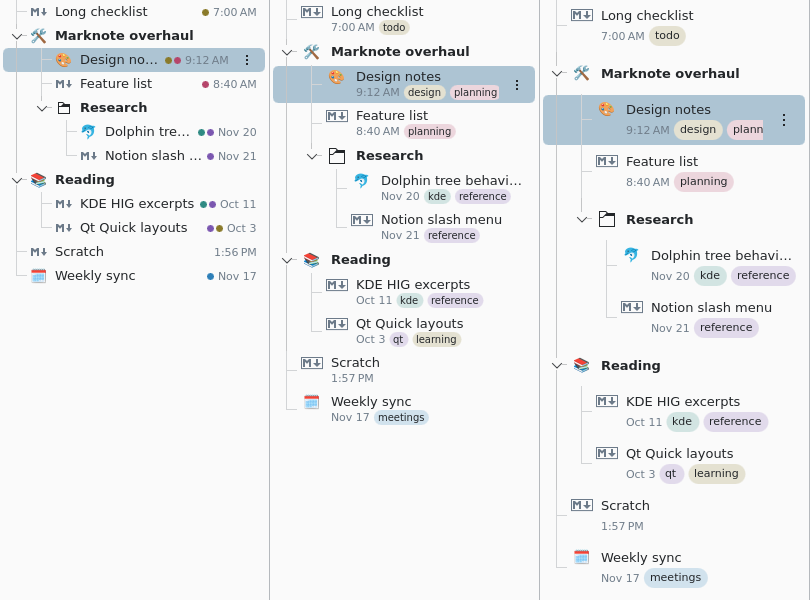 Long checklist 7:00 AM
Marknote overhaul
Design no... 9:12 AM
Feature list 8:40 AM
Research
Dolphin tre... Nov 20
Notion slash ... Nov 21
Reading
KDE HIG excerpts Oct 11
Qt Quick layouts Oct 3
Scratch 1:56 PM
Weekly sync Nov 17
Long checklist
7:00 AM todo
Marknote overhaul
Design notes
9:12 AM design planning
Feature list
8:40 AM planning
Research
Dolphin tree behavi...
Nov 20 kde reference
Notion slash menu
Nov 21 reference
Reading
KDE HIG excerpts
Oct 11 kde reference
Qt Quick layouts
Oct 3 qt learning
Scratch
1:57 PM
Weekly sync
Nov 17 meetings
Long checklist
7:00 AM todo
Marknote overhaul
Design notes
9:12 AM design plann
Feature list
8:40 AM planning
Research
Dolphin tree behavi...
Nov 20 kde reference
Notion slash menu
Nov 21 reference
Reading
KDE HIG excerpts
Oct 11 kde reference
Qt Quick layouts
Oct 3 qt learning
Scratch
1:57 PM
Weekly sync
Nov 17 meetings